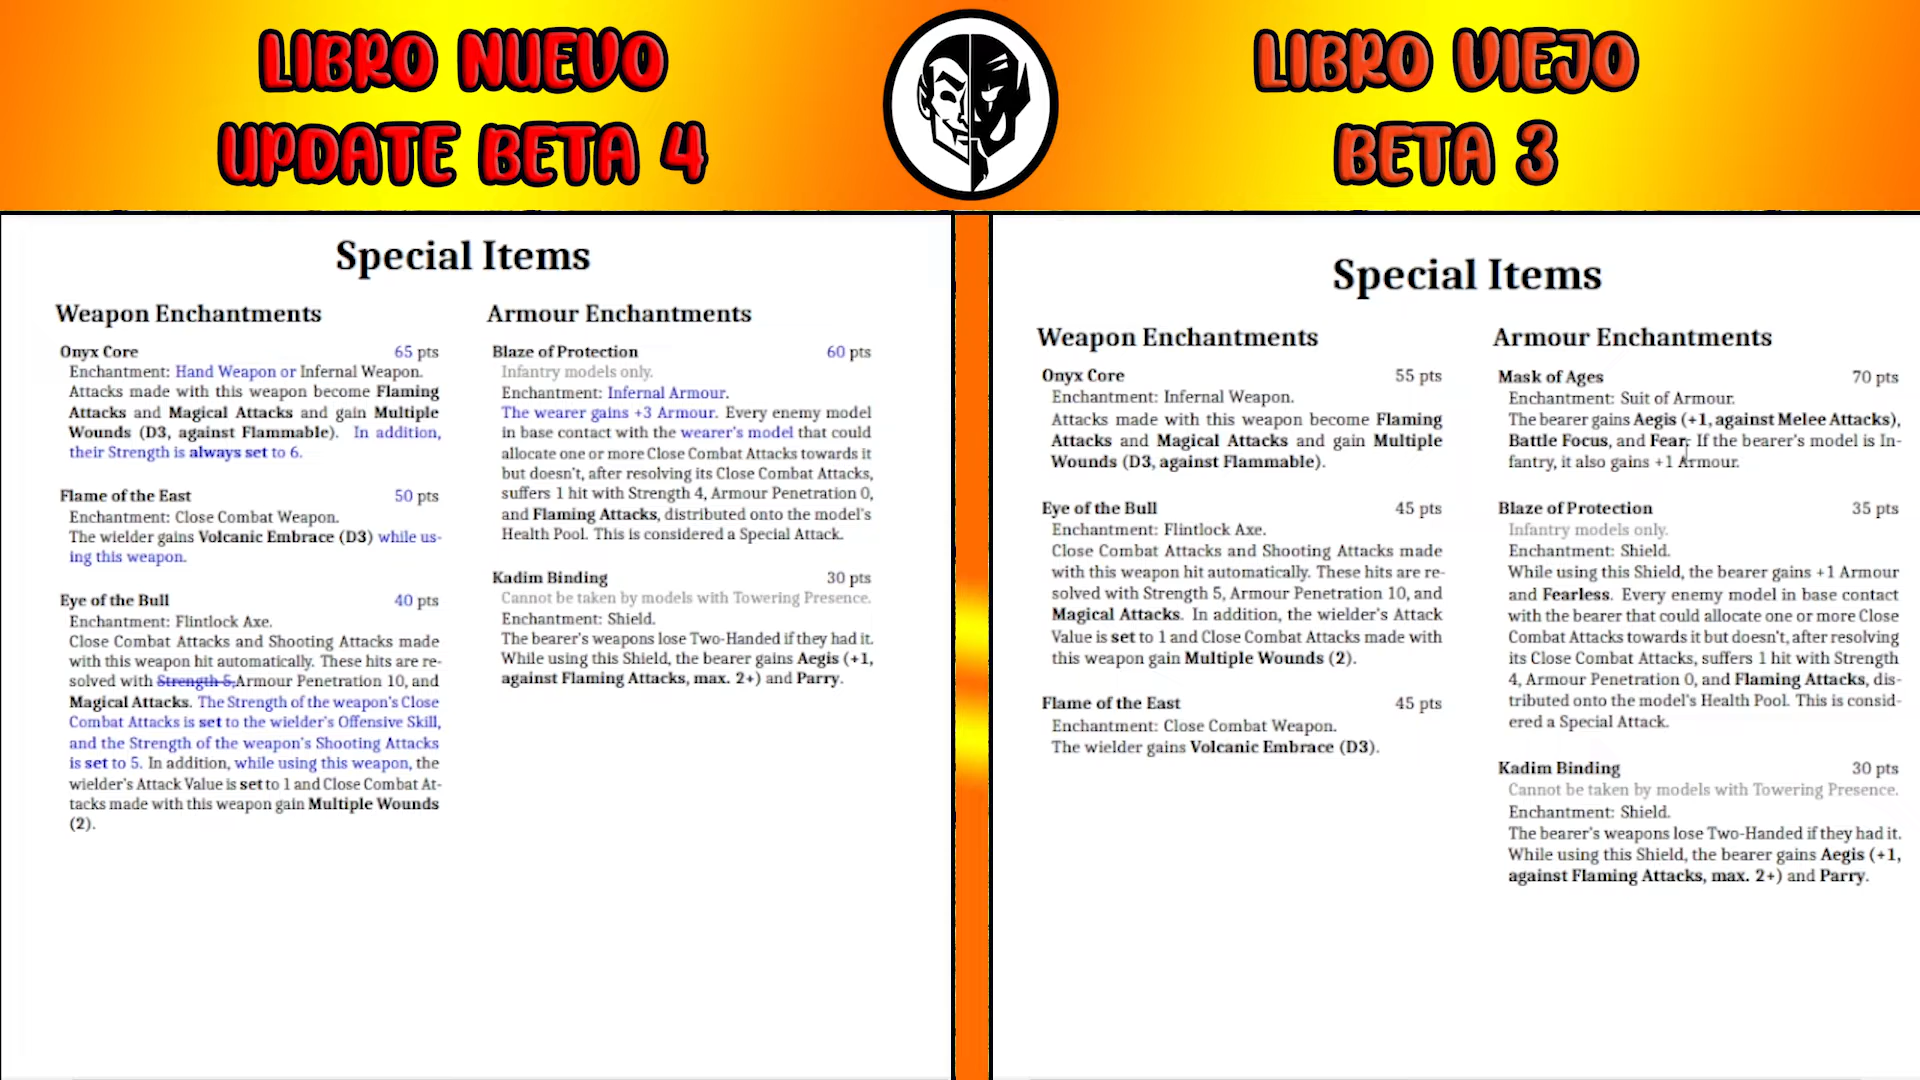 LIBRO NUEVO
UPDATE BETA 4
LIBRO VIEJO
BETA 3
Special Items
Weapon Enchantments
Onyx Core 65 pts
Enchantment: Hand Weapon or Infernal Weapon.
Attacks made with this weapon become Flaming
Attacks and Magical Attacks and gain Multiple
Wounds (D3, against Flammable). In addition,
their Strength is always set to 6.
Flame of the East 50 pts
Enchantment: Close Combat Weapon.
The wielder gains Volcanic Embrace (D3) while us-
ing this weapon.
Eye of the Bull 40 pts
Enchantment: Flintlock Axe.
Close Combat Attacks and Shooting Attacks made
with this weapon hit automatically. These hits are re-
solved with Strength 5, Armour Penetration 10, and
Magical Attacks. The Strength of the weapon's Close
Combat Attacks is set to the wielder's Offensive Skill,
and the Strength of the weapon's Shooting Attacks
is set to 5. In addition, while using this weapon, the
wielder's Attack Value is set to 1 and Close Combat At-
tacks made with this weapon gain Multiple Wounds
(2).
Armour Enchantments
Blaze of Protection 60 pts
Infantry models only.
Enchantment: Infernal Armour.
The wearer gains +3 Armour. Every enemy model
in base contact with the wearer's model that could
allocate one or more Close Combat Attacks towards it
but doesn't, after resolving its Close Combat Attacks,
suffers 1 hit with Strength 4, Armour Penetration 0,
and Flaming Attacks, distributed onto the model's
Health Pool. This is considered a Special Attack.
Kadim Binding 30 pts
Cannot be taken by models with Towering Presence.
Enchantment: Shield.
The bearer's weapons lose Two-Handed if they had it.
While using this Shield, the bearer gains Aegis (+1,
against Flaming Attacks, max. 2+) and Parry.
Special Items
Weapon Enchantments
Onyx Core 55 pts
Enchantment: Infernal Weapon.
Attacks made with this weapon become Flaming
Attacks and Magical Attacks and gain Multiple
Wounds (D3, against Flammable).
Eye of the Bull 45 pts
Enchantment: Flintlock Axe.
Close Combat Attacks and Shooting Attacks made
with this weapon hit automatically. These hits are re-
solved with Strength 5, Armour Penetration 10, and
Magical Attacks. In addition, the wielder's Attack
Value is set to 1 and Close Combat Attacks made with
this weapon gain Multiple Wounds (2).
Flame of the East 45 pts
Enchantment: Close Combat Weapon.
The wielder gains Volcanic Embrace (D3).
Armour Enchantments
Mask of Ages 70 pts
Enchantment: Suit of Armour.
The bearer gains Aegis (+1, against Melee Attacks),
Battle Focus, and Fear. If the bearer's model is In-
fantry, it also gains +1 Armour.
Blaze of Protection 35 pts
Infantry models only.
Enchantment: Shield.
While using this Shield, the bearer gains +1 Armour
and Fearless. Every enemy model in base contact
with the bearer that could allocate one or more Close
Combat Attacks towards it but doesn't, after resolving
its Close Combat Attacks, suffers 1 hit with Strength
4, Armour Penetration 0, and Flaming Attacks, dis-
tributed onto the model's Health Pool. This is consid-
ered a Special Attack.
Kadim Binding 30 pts
Cannot be taken by models with Towering Presence.
Enchantment: Shield.
The bearer's weapons lose Two-Handed if they had it.
While using this Shield, the bearer gains Aegis (+1,
against Flaming Attacks, max. 2+) and Parry.